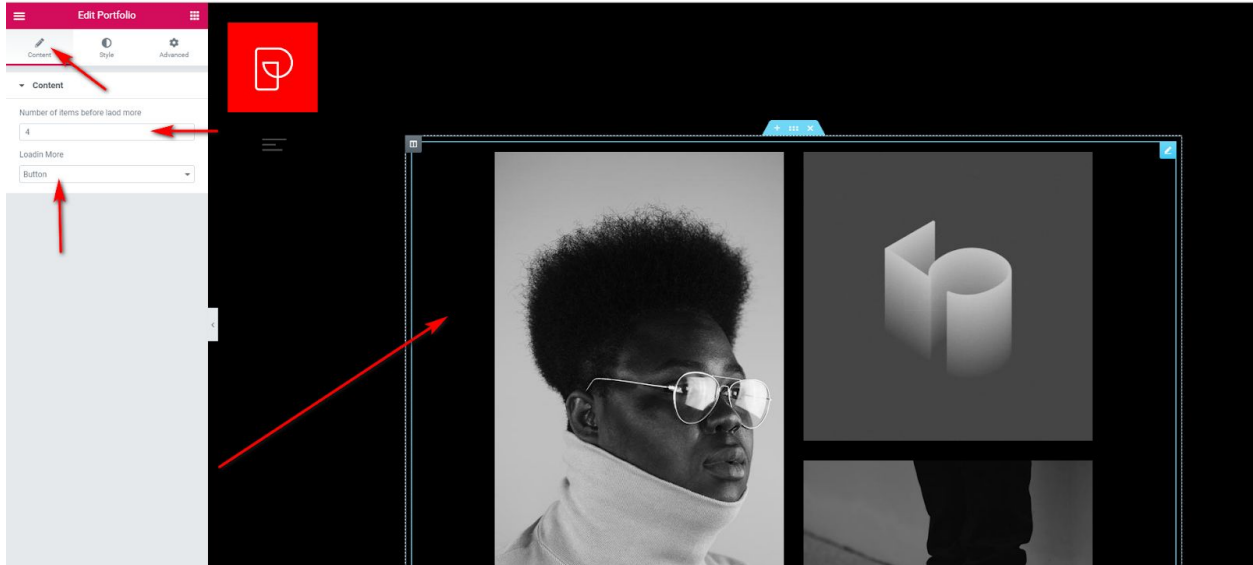 Edit Portfolio
Content Style Advanced
Content
Number of items before laod more
4
Loadin More
Button